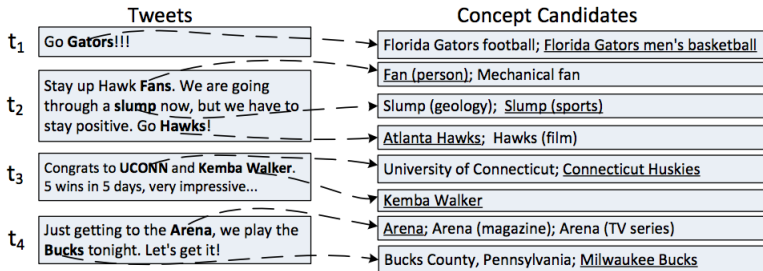 Tweets
Concept Candidates
t1
Go Gators!!!
Florida Gators football; Florida Gators men's basketball
t2
Stay up Hawk Fans. We are going
through a slump now, but we have to
stay positive. Go Hawks!
Fan (person); Mechanical fan
Slump (geology); Slump (sports)
Atlanta Hawks; Hawks (film)
t3
Congrats to UCONN and Kemba Walker.
5 wins in 5 days, very impressive...
University of Connecticut; Connecticut Huskies
Kemba Walker
t4
Just getting to the Arena, we play the
Bucks tonight. Let's get it!
Arena; Arena (magazine); Arena (TV series)
Bucks County, Pennsylvania; Milwaukee Bucks